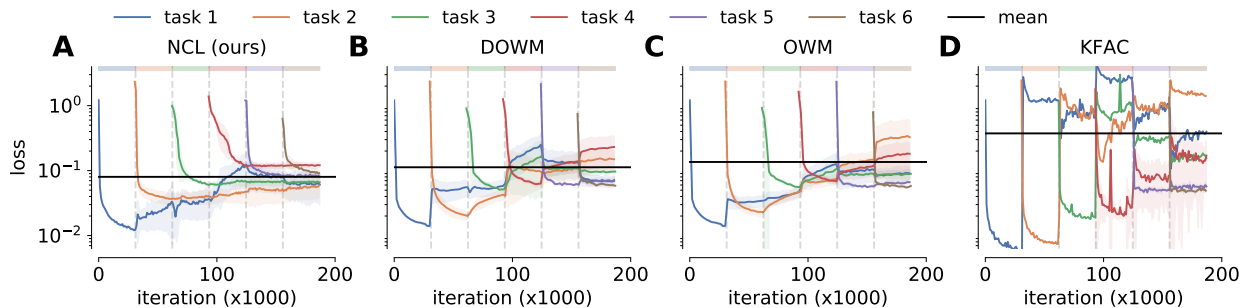 task 1 task 2 task 3 task 4 task 5 task 6 mean
A NCL (ours) B DOWM C OWM D KFAC
loss
10⁰
10⁻¹
10⁻²
0 100 200 0 100 200 0 100 200 0 100 200
iteration (x1000) iteration (x1000) iteration (x1000) iteration (x1000)